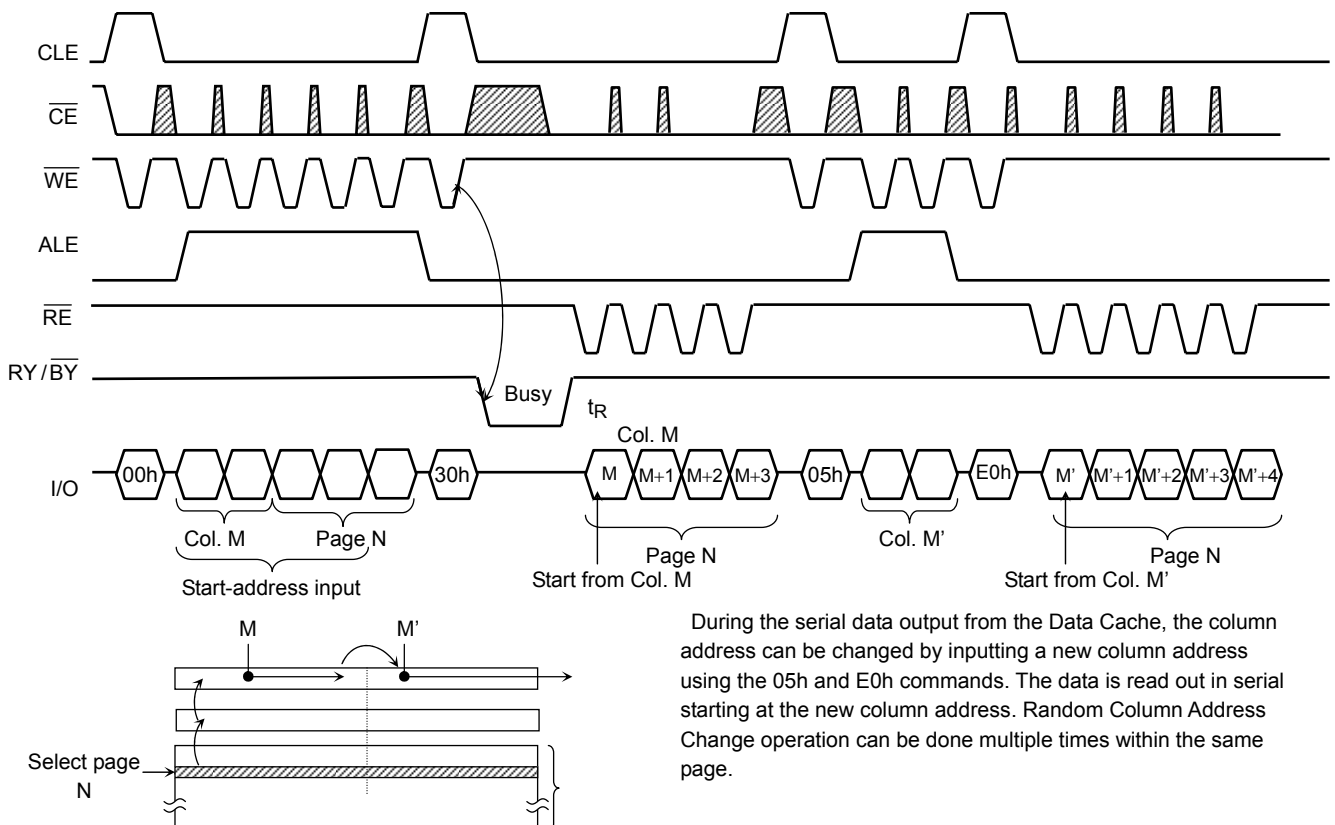 CLE
CE
WE
ALE
RE
RY / BY
Busy
tR
Col. M
I/O
00h
30h
M
M+1
M+2
M+3
05h
E0h
M'
M'+1
M'+2
M'+3
M'+4
Col. M
Page N
Page N
Col. M'
Page N
Start-address input
Start from Col. M
Start from Col. M'
M
M'
Select page
N
During the serial data output from the Data Cache, the column
address can be changed by inputting a new column address
using the 05h and E0h commands. The data is read out in serial
starting at the new column address. Random Column Address
Change operation can be done multiple times within the same
page.